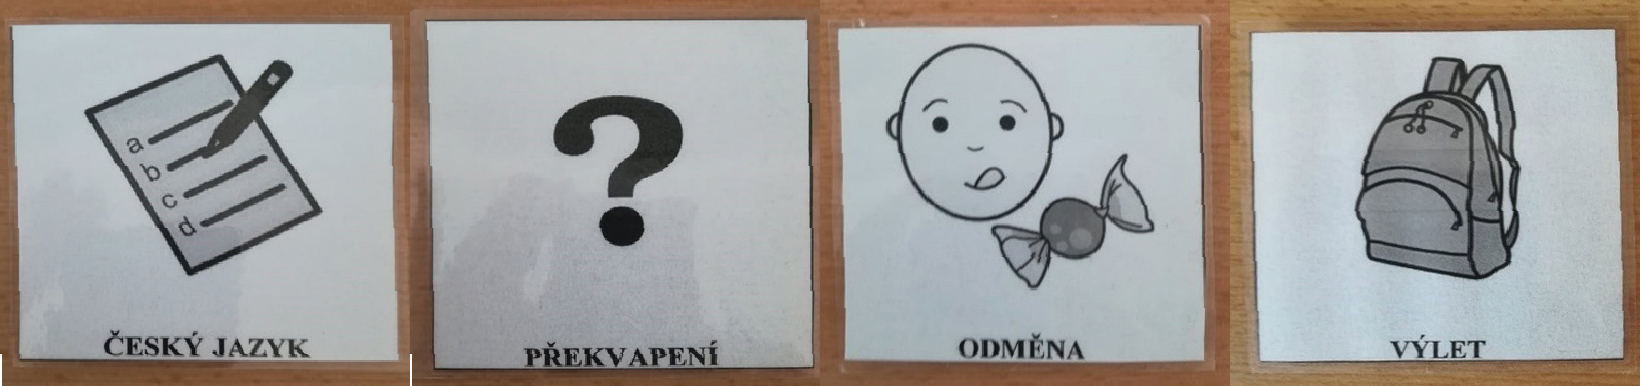 a
b
c
d
ČESKÝ JAZYK
?
PŘEKVAPENÍ
ODMĚNA
VÝLET